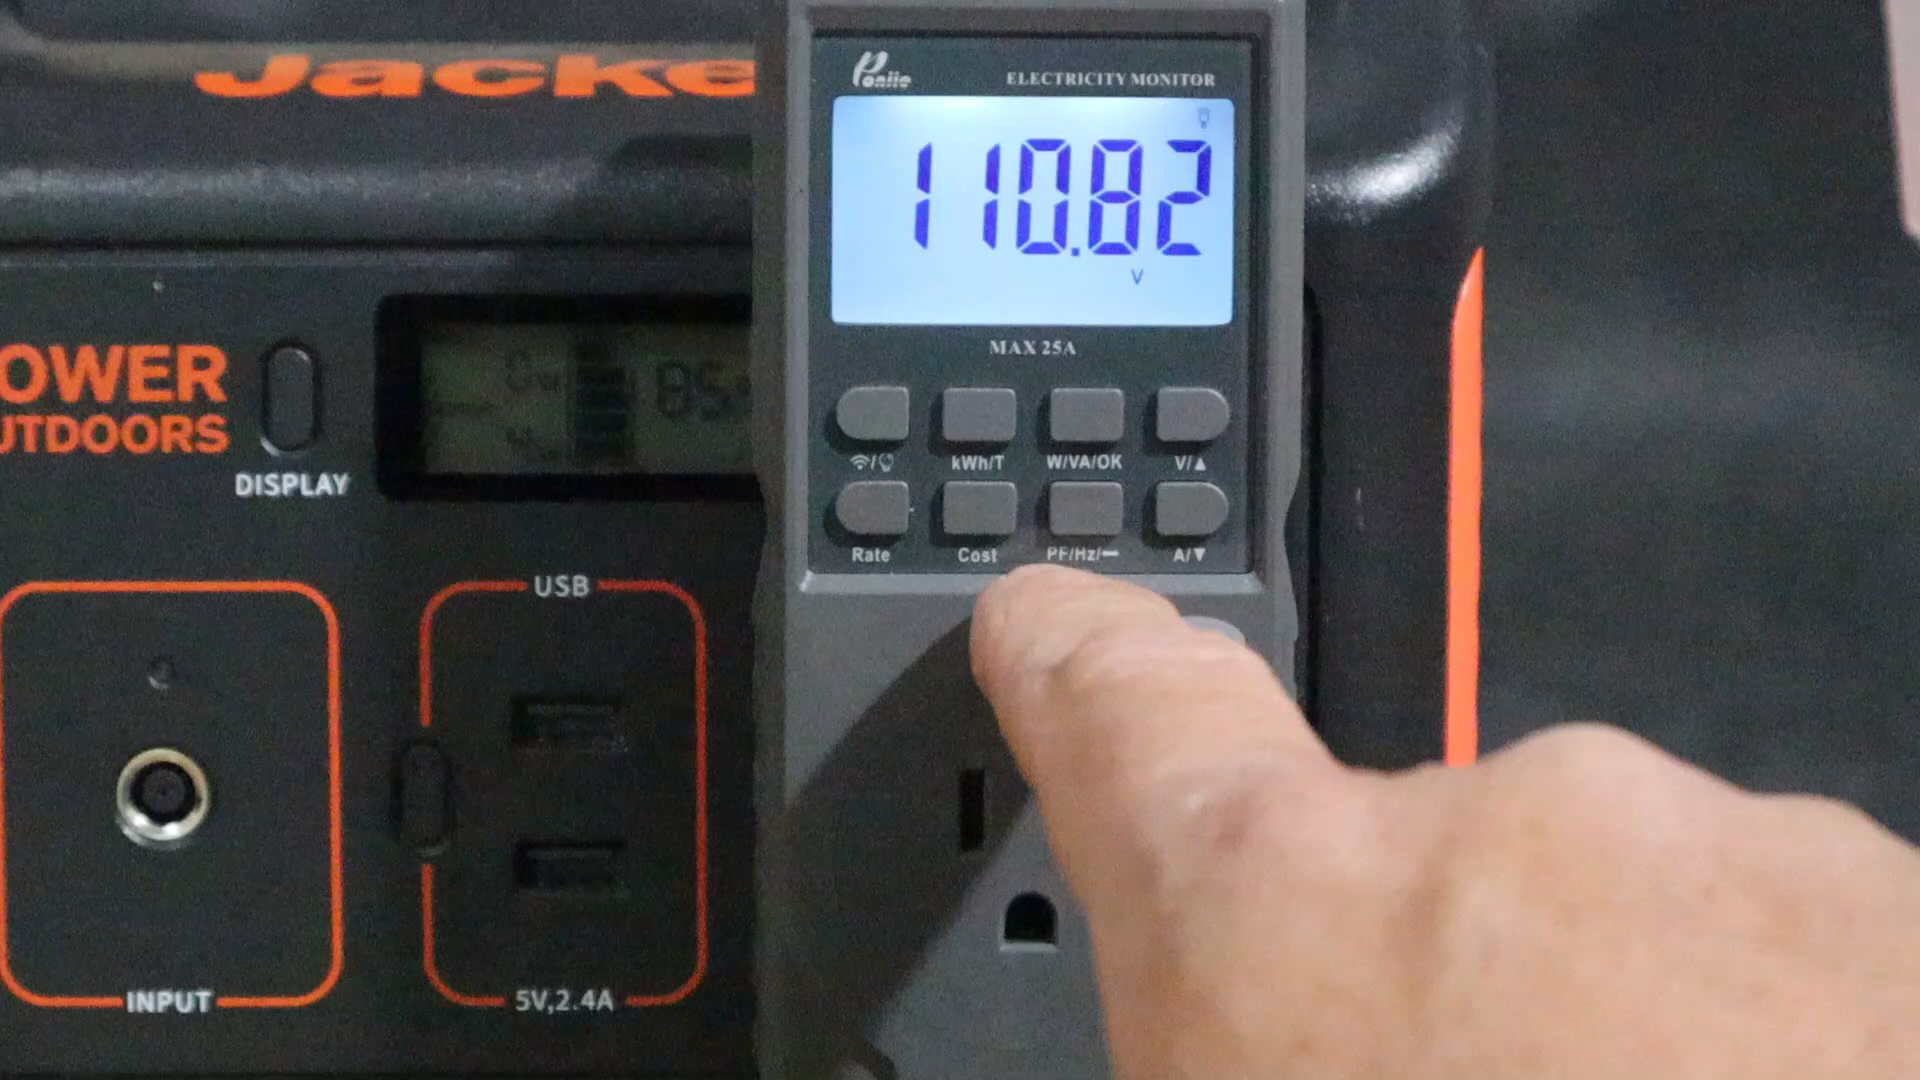 Jacke
Poniie
ELECTRICITY MONITOR
110.82
V
MAX 25A
OWER
UTDOORS
DISPLAY
85
kWh/T
W/VA/OK
V/▲
Rate
Cost
PF/Hz/━
A/▼
USB
INPUT
5V,2.4A